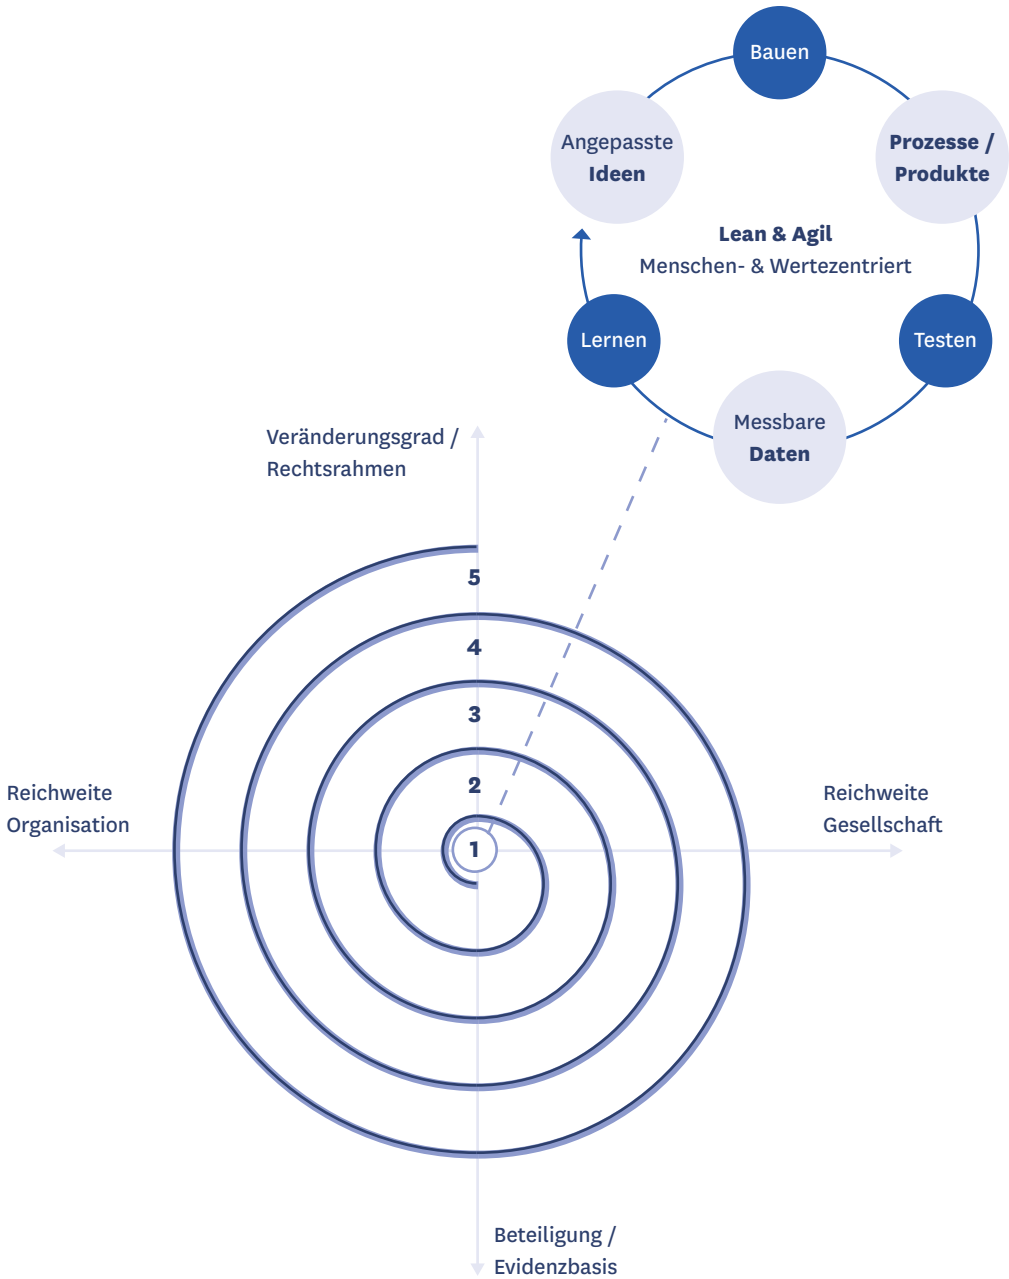 Bauen
Angepasste
Ideen
Prozesse /
Produkte
Lean & Agil
Menschen- & Wertezentriert
Lernen
Testen
Messbare
Daten
Veränderungsgrad /
Rechtsrahmen
5
4
3
2
1
Reichweite
Organisation
Reichweite
Gesellschaft
Beteiligung /
Evidenzbasis